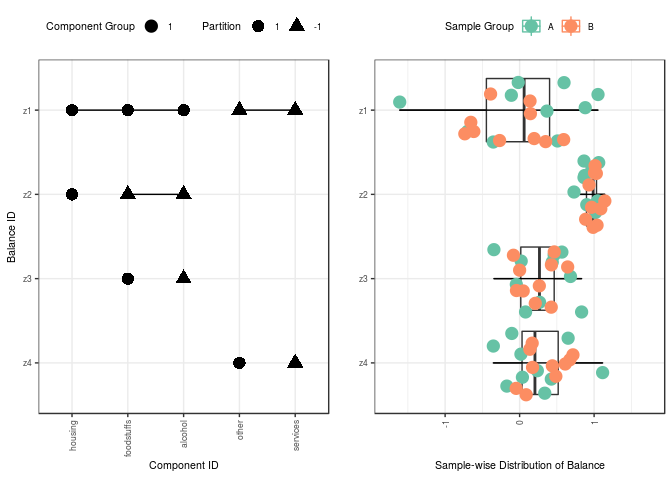 Component Group 1 Partition 1 -1
Sample Group A B
Balance ID
z1
z2
z3
z4
housing
foodstuffs
alcohol
other
services
Component ID
z1
z2
z3
z4
-1
0
1
Sample-wise Distribution of Balance